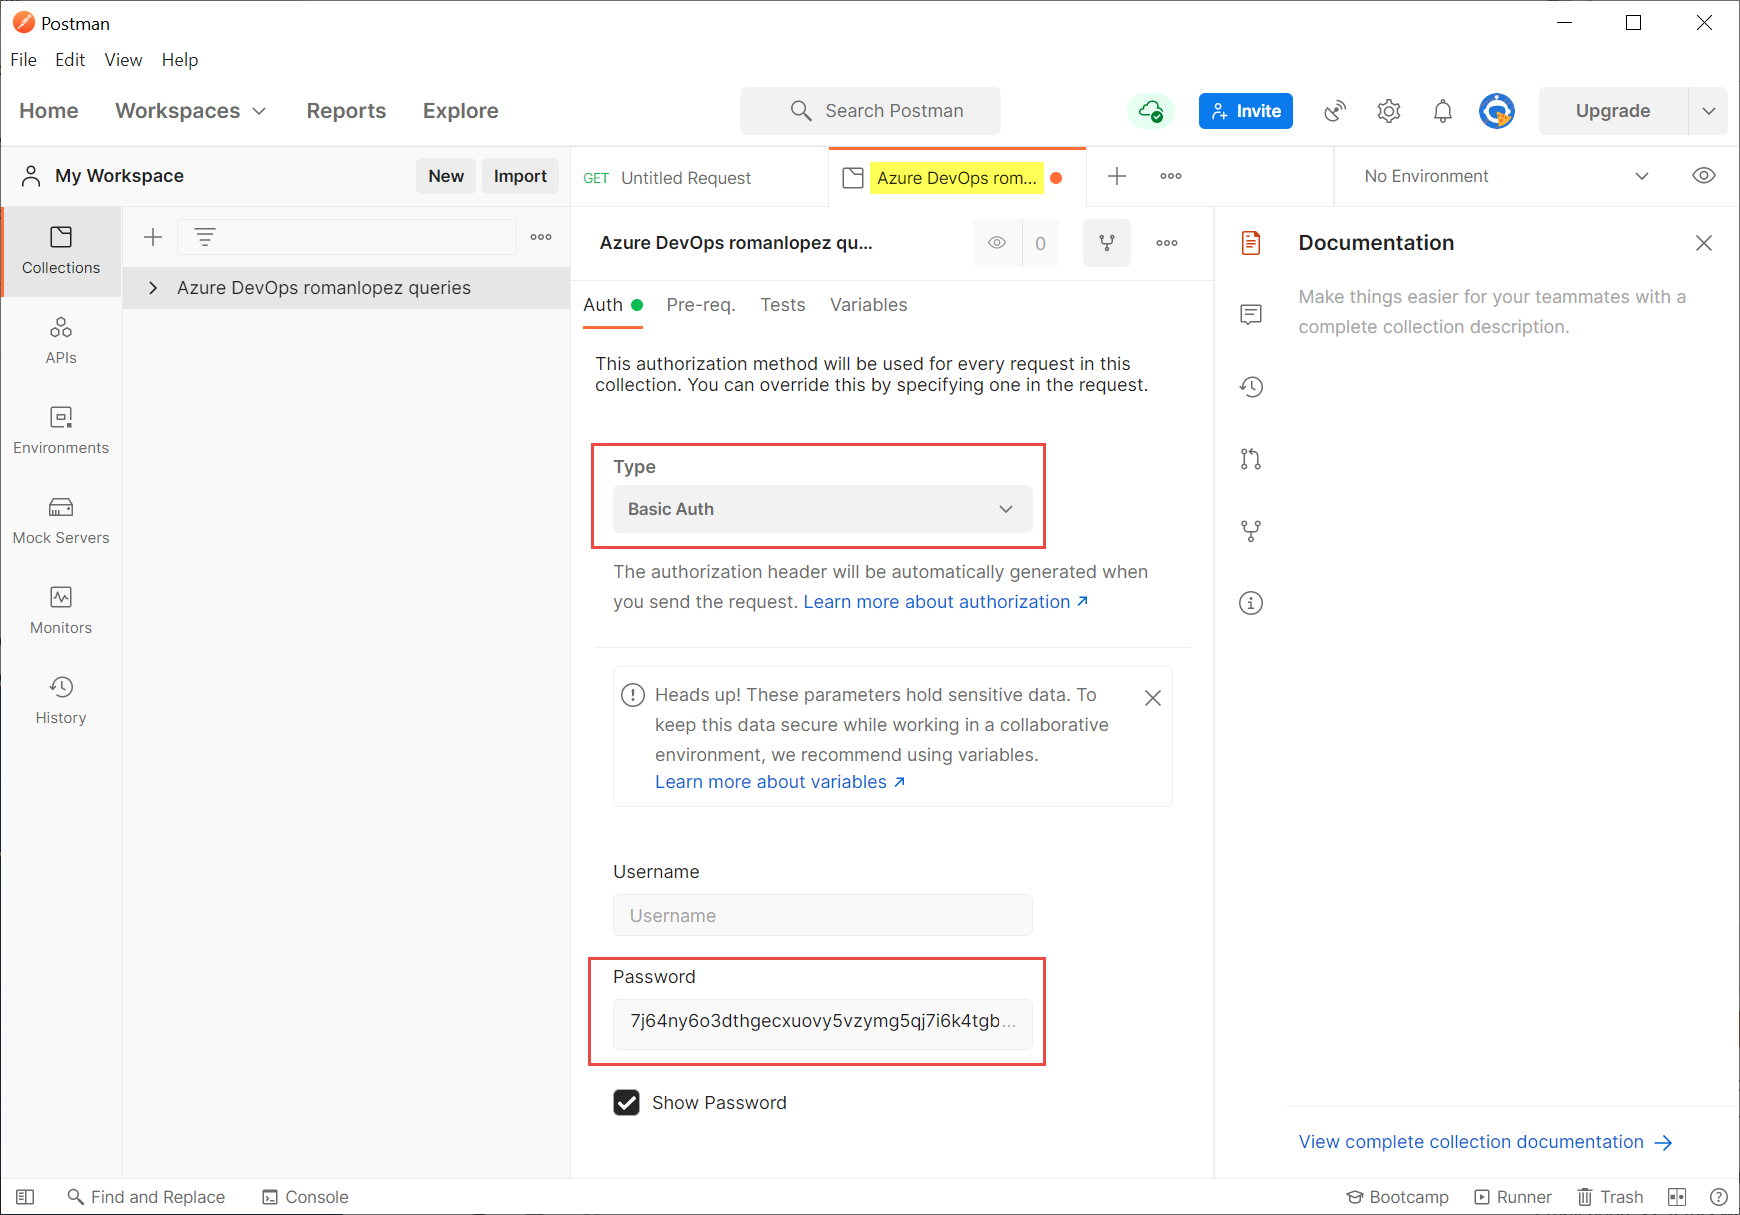 Postman
File Edit View Help
Home Workspaces Reports Explore
Search Postman
Invite
Upgrade
My Workspace
New
Import
GET Untitled Request
Azure DevOps rom...
No Environment
Collections
APIs
Environments
Mock Servers
Monitors
History
Azure DevOps romanlopez queries
Azure DevOps romanlopez qu...
0
Auth Pre-req. Tests Variables
This authorization method will be used for every request in this
collection. You can override this by specifying one in the request.
Type
Basic Auth
The authorization header will be automatically generated when
you send the request. Learn more about authorization ↗
Heads up! These parameters hold sensitive data. To
keep this data secure while working in a collaborative
environment, we recommend using variables.
Learn more about variables ↗
Username
Username
Password
7j64ny6o3dthgecxuovy5vzymg5qj7i6k4tgb...
Show Password
Documentation
Make things easier for your teammates with a
complete collection description.
View complete collection documentation →
Find and Replace
Console
Bootcamp
Runner
Trash